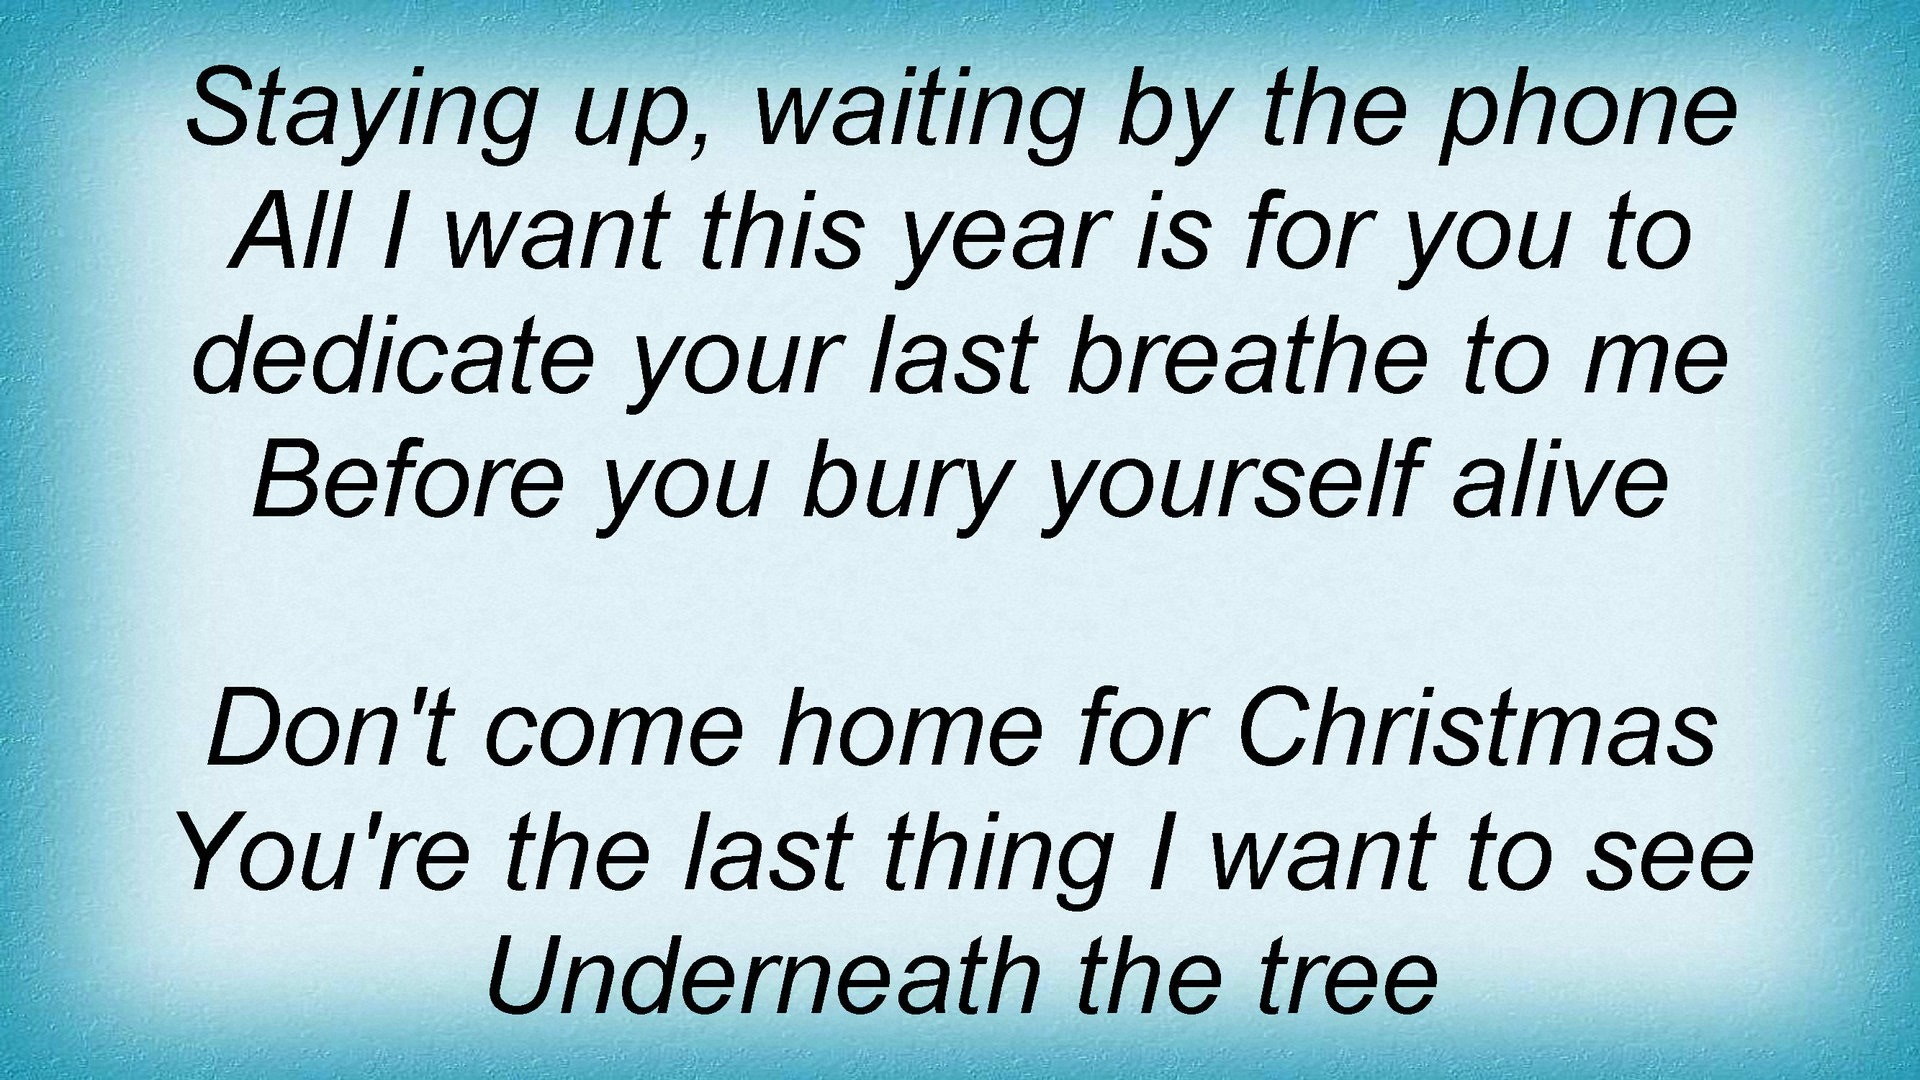 Staying up, waiting by the phone
All I want this year is for you to
dedicate your last breathe to me
Before you bury yourself alive
Don't come home for Christmas
You're the last thing I want to see
Underneath the tree